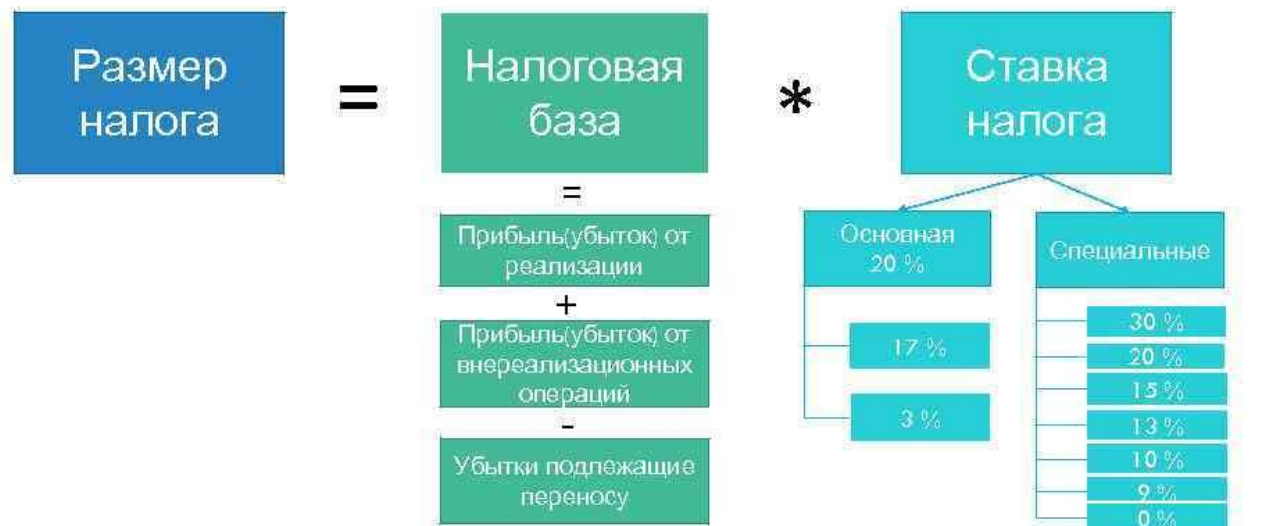 Размер
налога
=
Налоговая
база
*
Ставка
налога
=
Прибыль(убыток) от
реализации
+
Прибыль(убыток) от
внереализационных
операций
-
Убытки подлежащие
переносу
Основная
20 %
17 %
3 %
Специальные
30 %
20 %
15 %
13 %
10 %
9 %
0 %